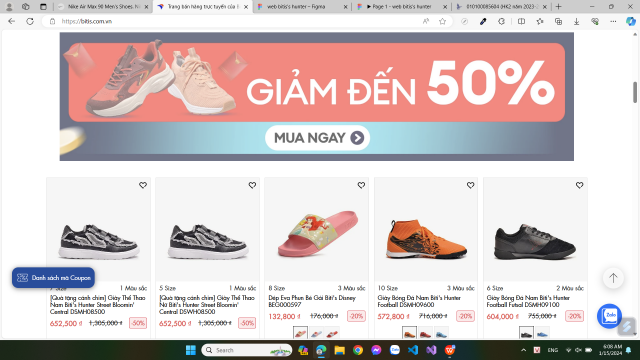 Nike Air Max 90 Men's Shoes. N
Trang bán hàng trực tuyến của
web bitis's hunter – Figma
Page 1 - web bitis's hunter
010100085604 (HK2 năm 2023-
https://bitis.com.vn
GIẢM ĐẾN 50%
MUA NGAY
7 Size 1 Màu sắc
[Quà tặng cánh chim] Giày Thể Thao
Nam Biti's Hunter Street Bloomin'
Central DSMH08500
652,500 ₫ 1,305,000 ₫ -50%
5 Size 1 Màu sắc
[Quà tặng cánh chim] Giày Thể Thao
Nữ Biti's Hunter Street Bloomin'
Central DSWH08500
652,500 ₫ 1,305,000 ₫ -50%
8 Size 3 Màu sắc
Dép Eva Phun Bé Gái Biti's Disney
BEG000597
132,800 ₫ 176,000 ₫ -20%
10 Size 3 Màu sắc
Giày Bóng Đá Nam Biti's Hunter
Football DSMH09600
572,800 ₫ 716,000 ₫ -20%
6 Size 2 Màu sắc
Giày Bóng Đá Nam Biti's Hunter
Football Futsal DSMH09100
604,000 ₫ 755,000 ₫ -20%
Danh sách mã Coupon
Zalo
Search
ENG
6:08 AM
1/15/2024